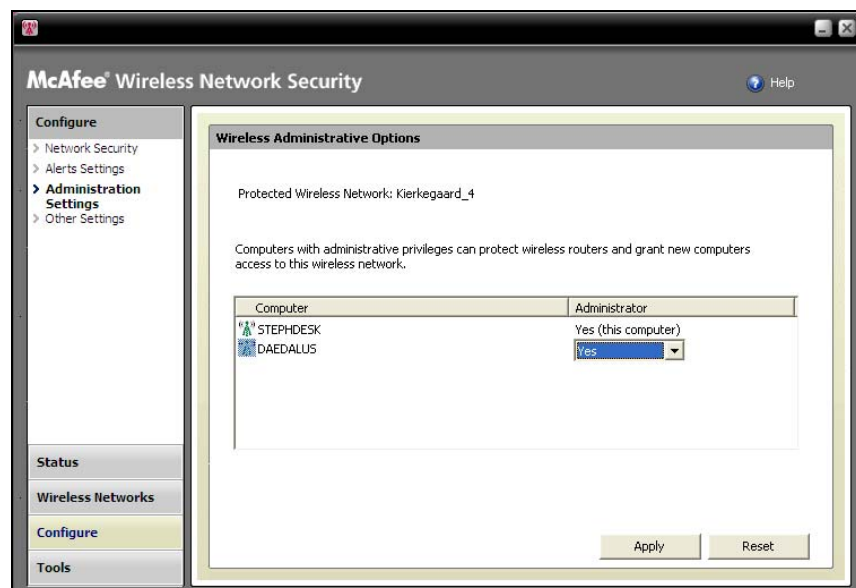 McAfee® Wireless Network Security
Help
Configure
> Network Security
> Alerts Settings
> Administration
Settings
> Other Settings
Status
Wireless Networks
Configure
Tools
Wireless Administrative Options
Protected Wireless Network: Kierkegaard_4
Computers with administrative privileges can protect wireless routers and grant new computers
access to this wireless network.
Computer Administrator
STEPHDESK Yes (this computer)
DAEDALUS Yes
Apply Reset